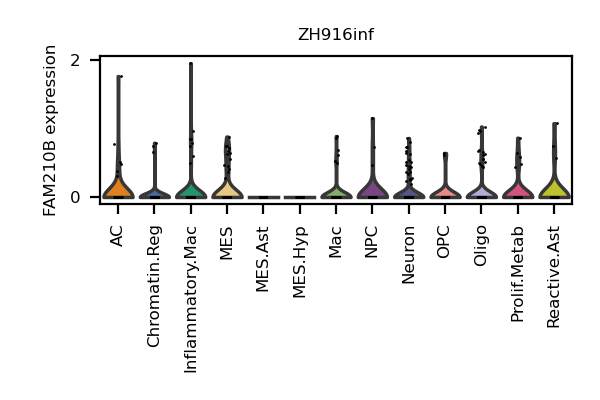 ZH916inf
FAM210B expression
2
0
AC
Chromatin.Reg
Inflammatory.Mac
MES
MES.Ast
MES.Hyp
Mac
NPC
Neuron
OPC
Oligo
Prolif.Metab
Reactive.Ast